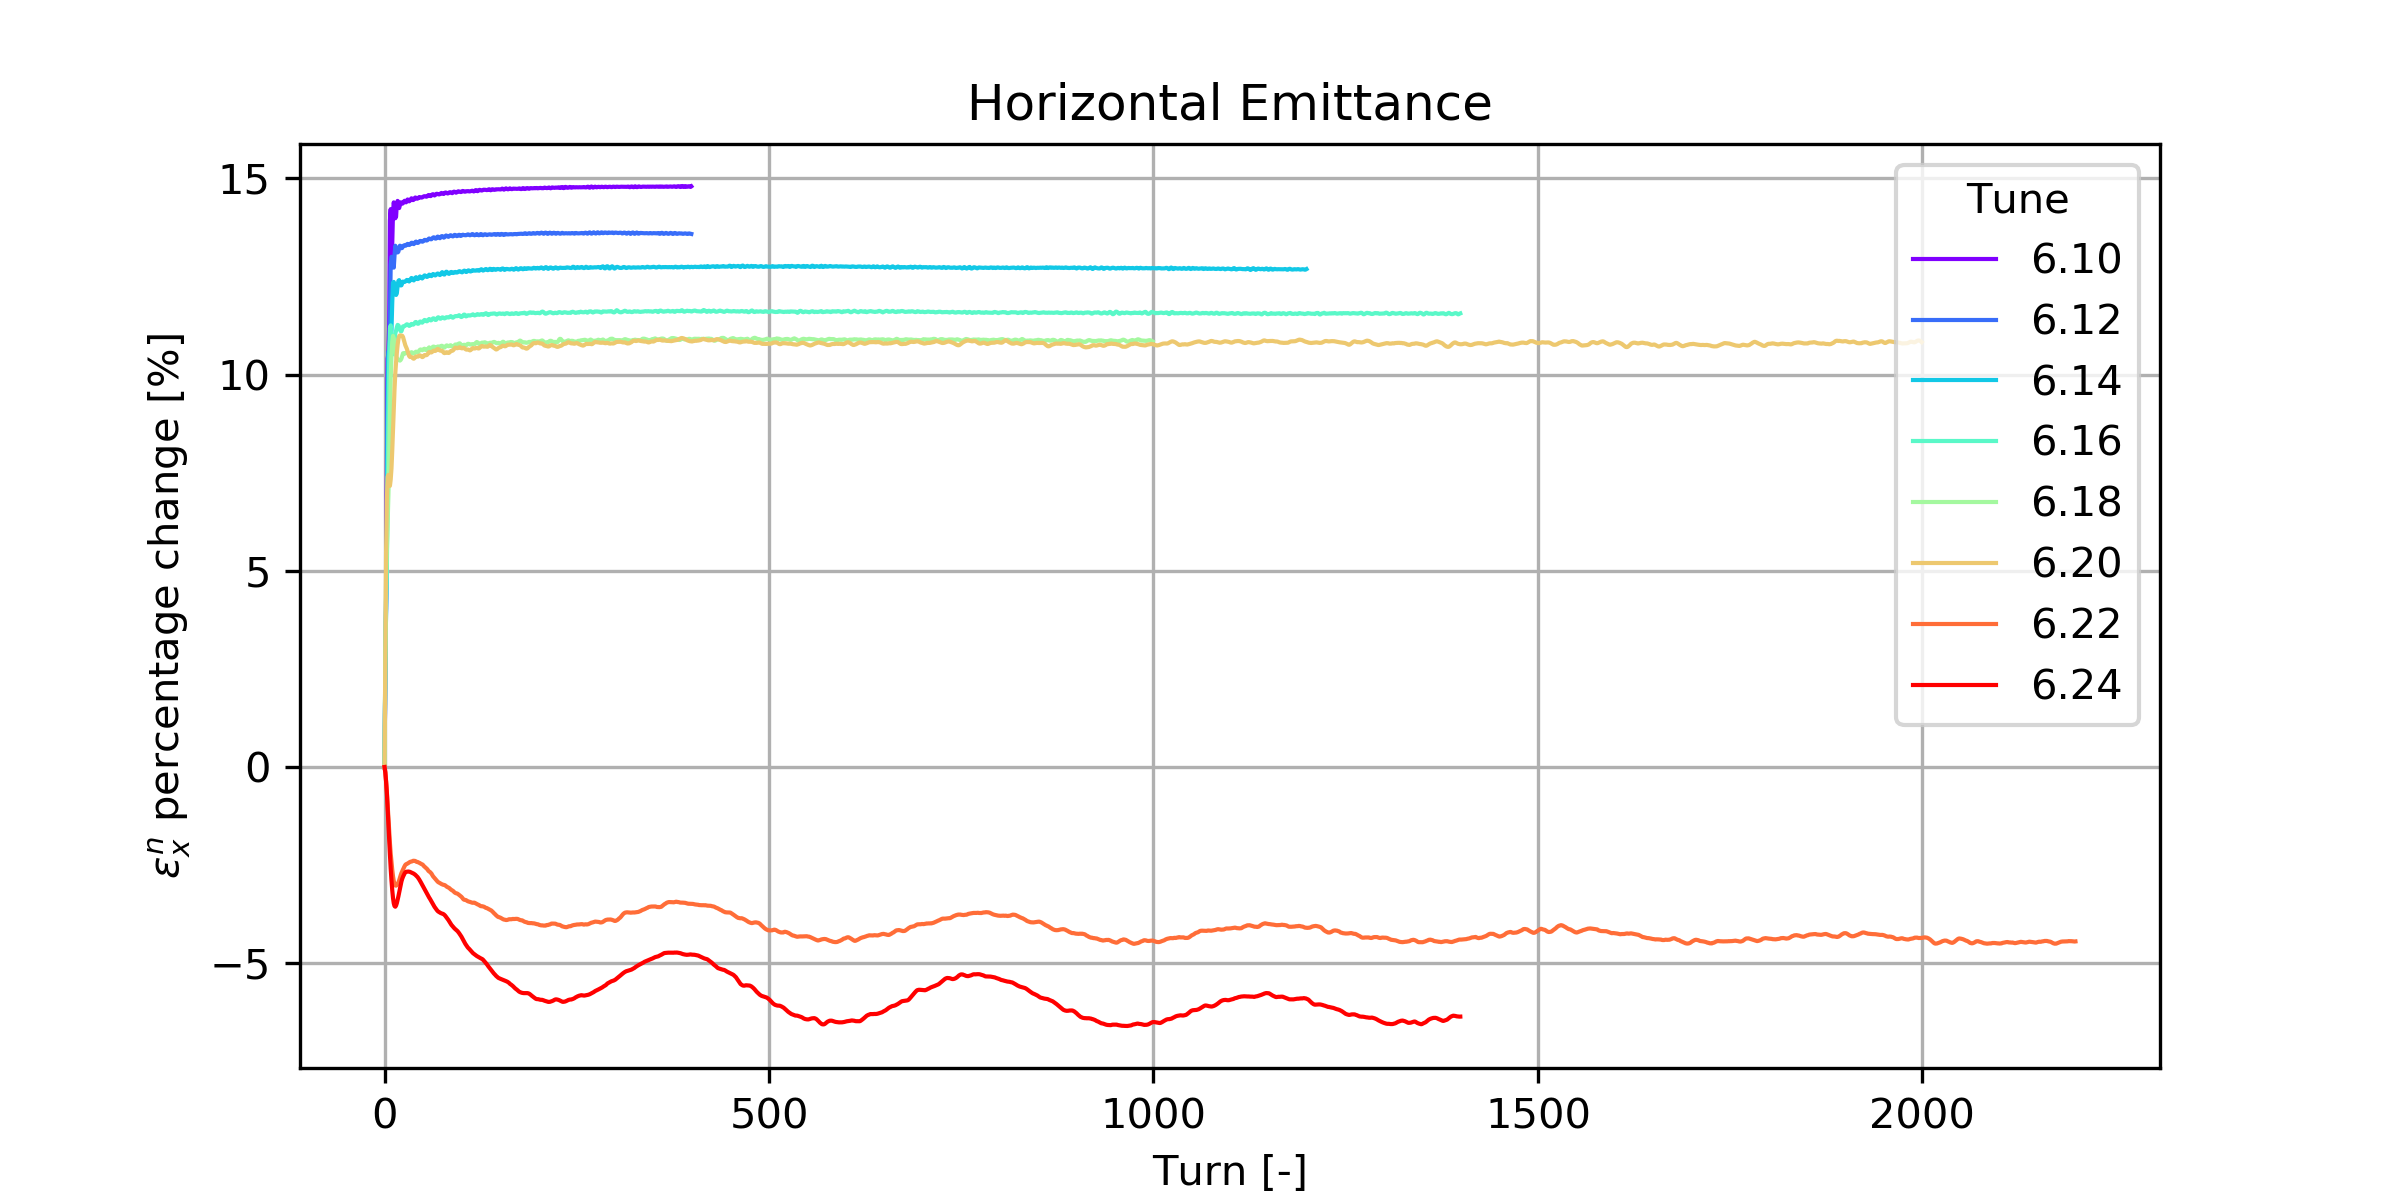 Horizontal Emittance
εₓⁿ percentage change [%]
15
10
5
0
−5
0 500 1000 1500 2000
Turn [-]
Tune
6.10
6.12
6.14
6.16
6.18
6.20
6.22
6.24